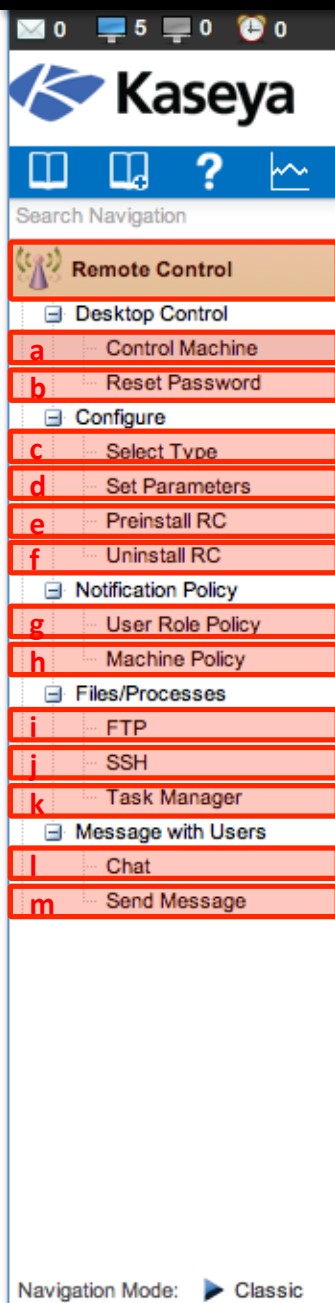 0 5 0 0
Kaseya
?
Search Navigation
Remote Control
Desktop Control
a Control Machine
b Reset Password
Configure
c Select Type
d Set Parameters
e Preinstall RC
f Uninstall RC
Notification Policy
g User Role Policy
h Machine Policy
Files/Processes
i FTP
j SSH
k Task Manager
Message with Users
l Chat
m Send Message
Navigation Mode: Classic